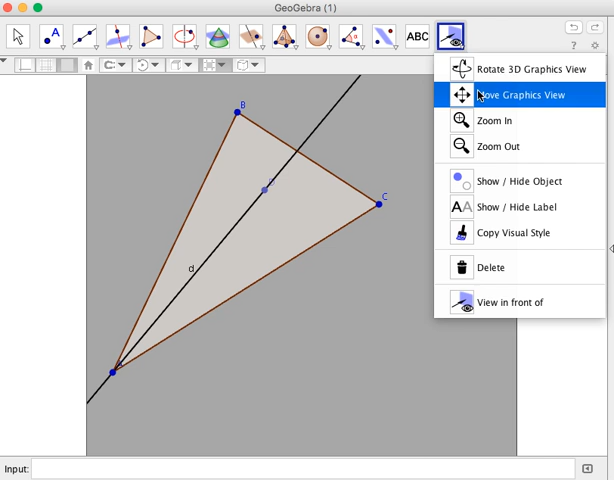 GeoGebra (1)
A
ABC
?
Rotate 3D Graphics View
Move Graphics View
Zoom In
Zoom Out
Show / Hide Object
AA Show / Hide Label
Copy Visual Style
Delete
View in front of
B
C
d
Input: